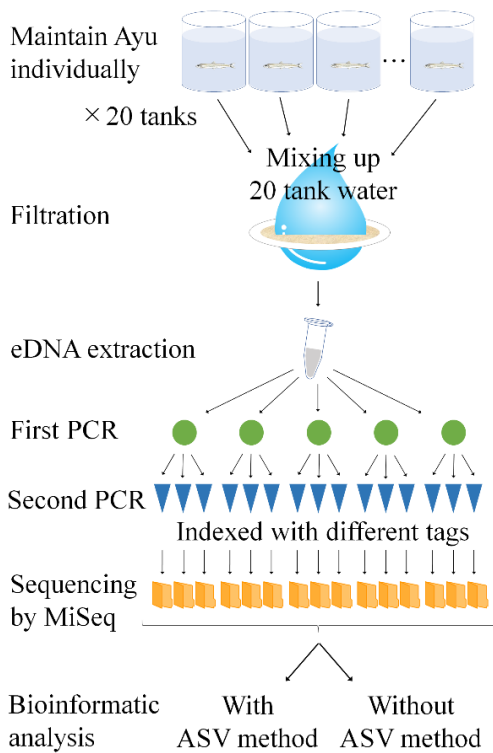 Maintain Ayu
individually
...
× 20 tanks
Mixing up
20 tank water
Filtration
eDNA extraction
First PCR
Second PCR
Indexed with different tags
Sequencing
by MiSeq
Bioinformatic
analysis
With
ASV method
Without
ASV method